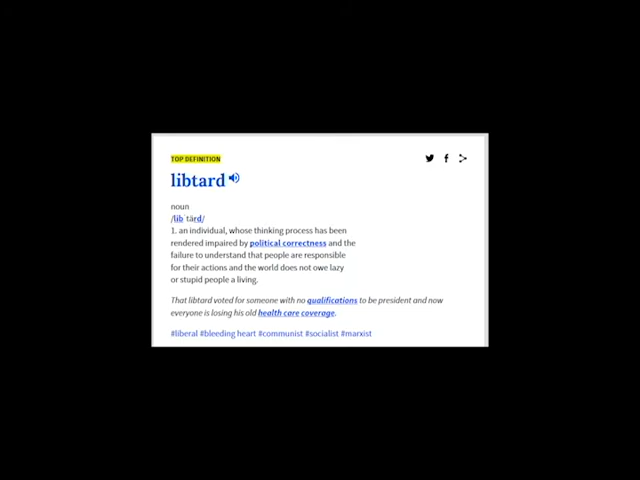 TOP DEFINITION
libtard
noun
/lib˙tärd/
1. an individual, whose thinking process has been
rendered impaired by political correctness and the
failure to understand that people are responsible
for their actions and the world does not owe lazy
or stupid people a living.
That libtard voted for someone with no qualifications to be president and now
everyone is losing his old health care coverage.
#liberal #bleeding heart #communist #socialist #marxist